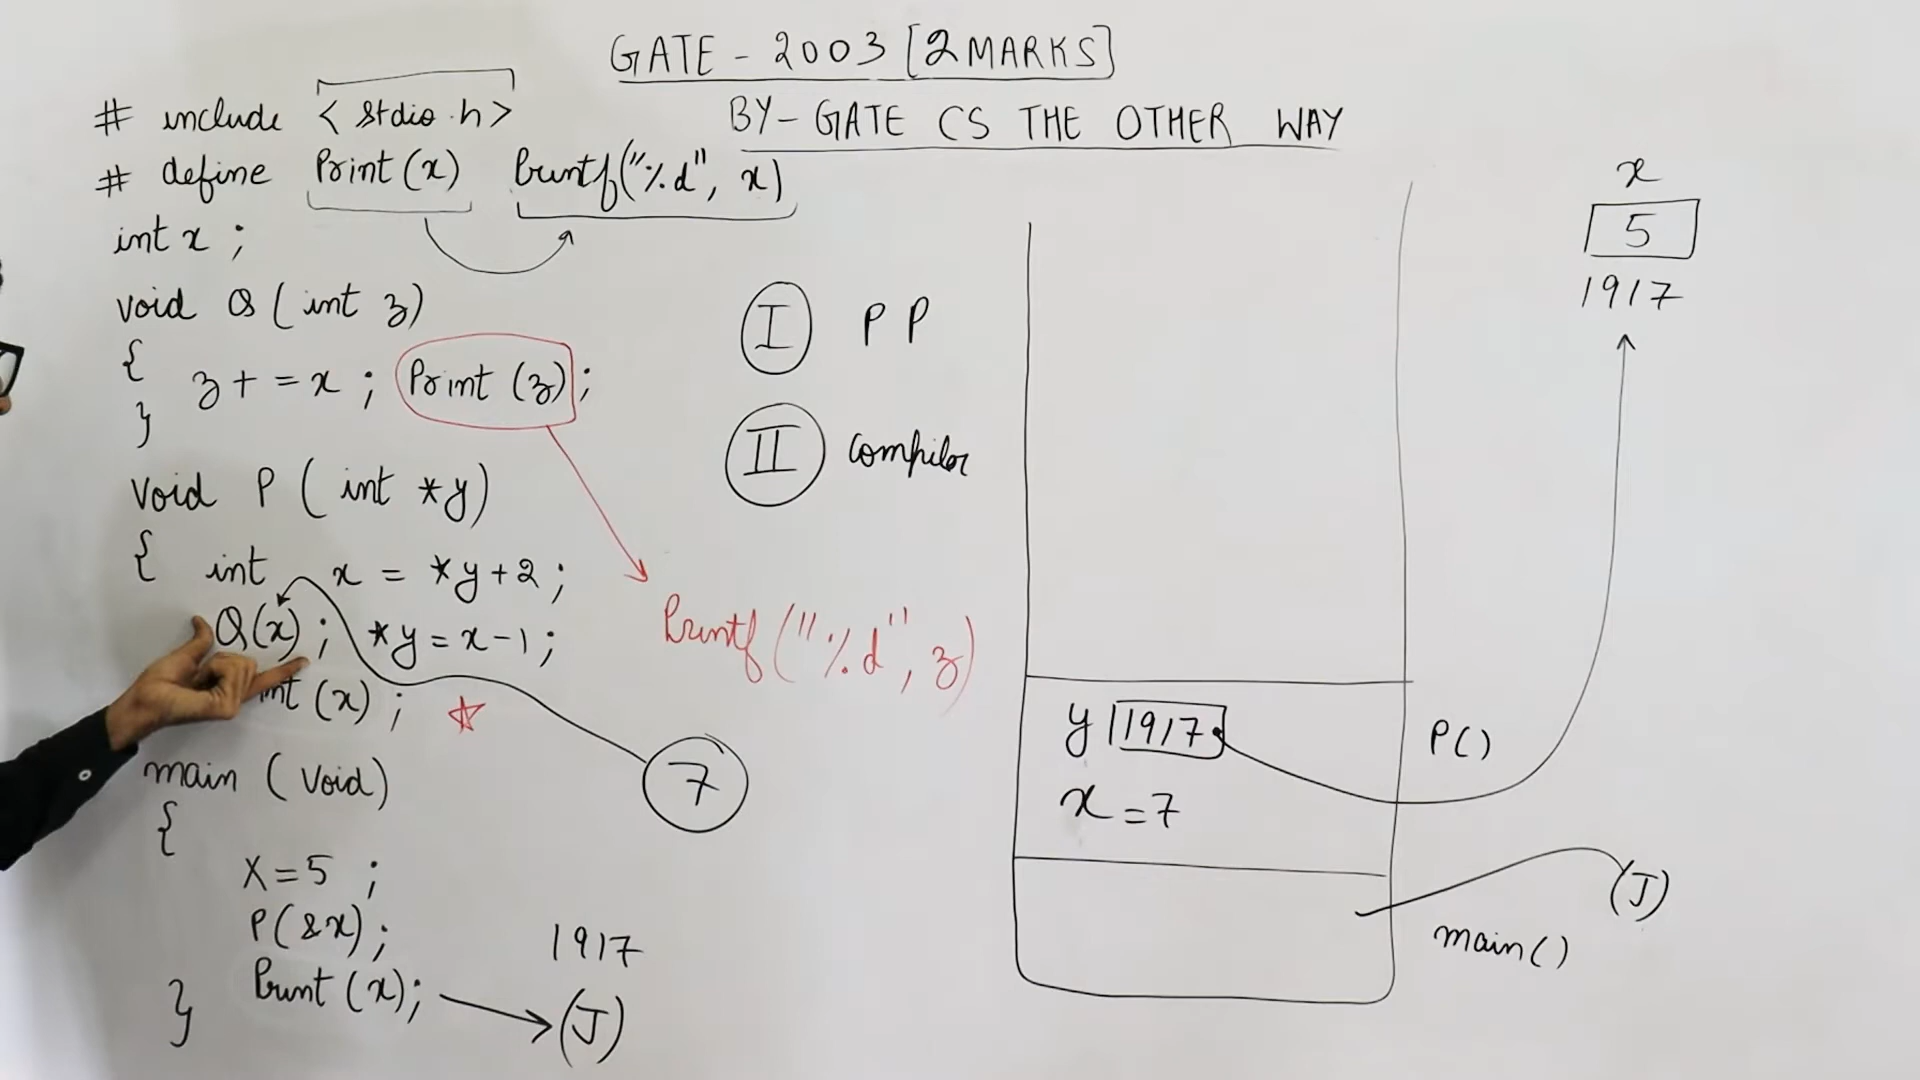 GATE - 2003 [2 MARKS]
BY - GATE CS THE OTHER WAY
# include <stdio.h>
# define Print (x) Printf("%d", x)
int x ;
void Q ( int z)
{
z + = x ; Print (z) ;
}
void P ( int *y)
{ int x = *y+2 ;
Q(x) ; *y = x-1 ;
int (x) ;
main ( void)
{
X = 5 ;
P(&x) ;
Print (x) ;
}
1917
(J)
7
I PP
II Compiler
Printf ("%d", z)
x
5
1917
y 1917
x = 7
P()
(J)
main()